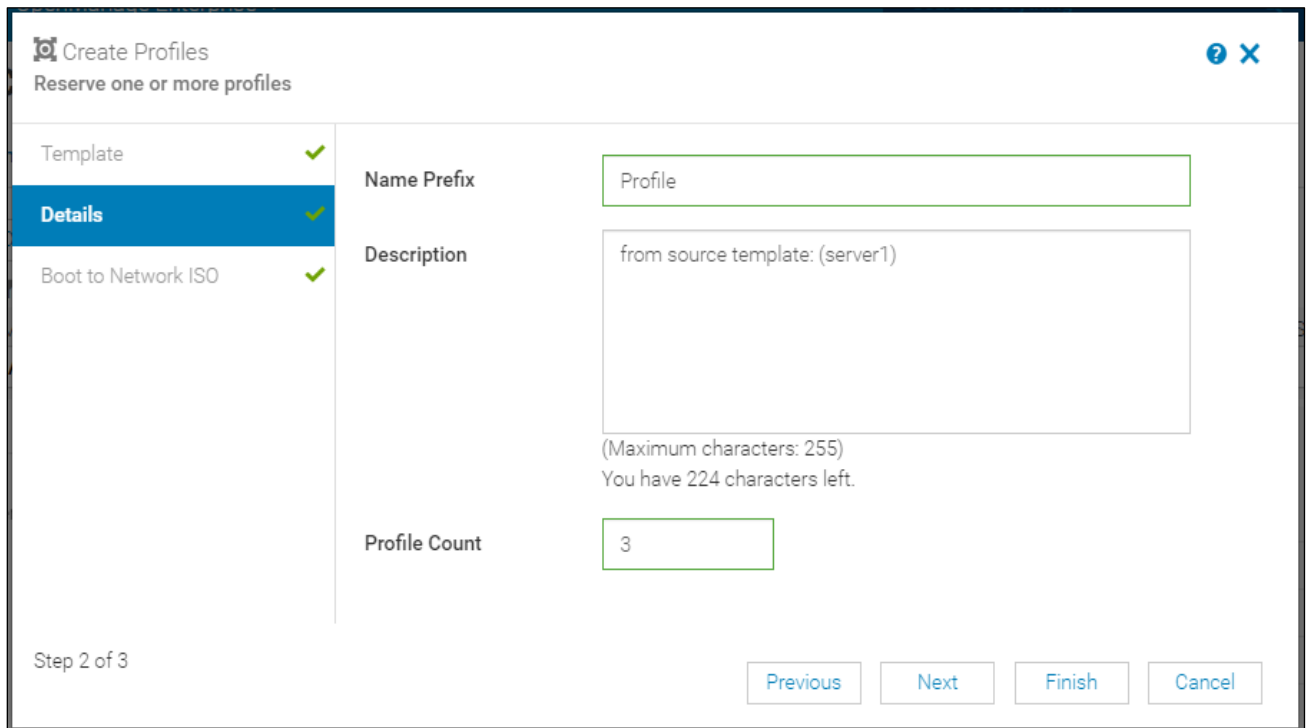 Create Profiles
Reserve one or more profiles
Template
Details
Boot to Network ISO
Name Prefix
Profile
Description
from source template: (server1)
(Maximum characters: 255)
You have 224 characters left.
Profile Count
3
Step 2 of 3
Previous
Next
Finish
Cancel